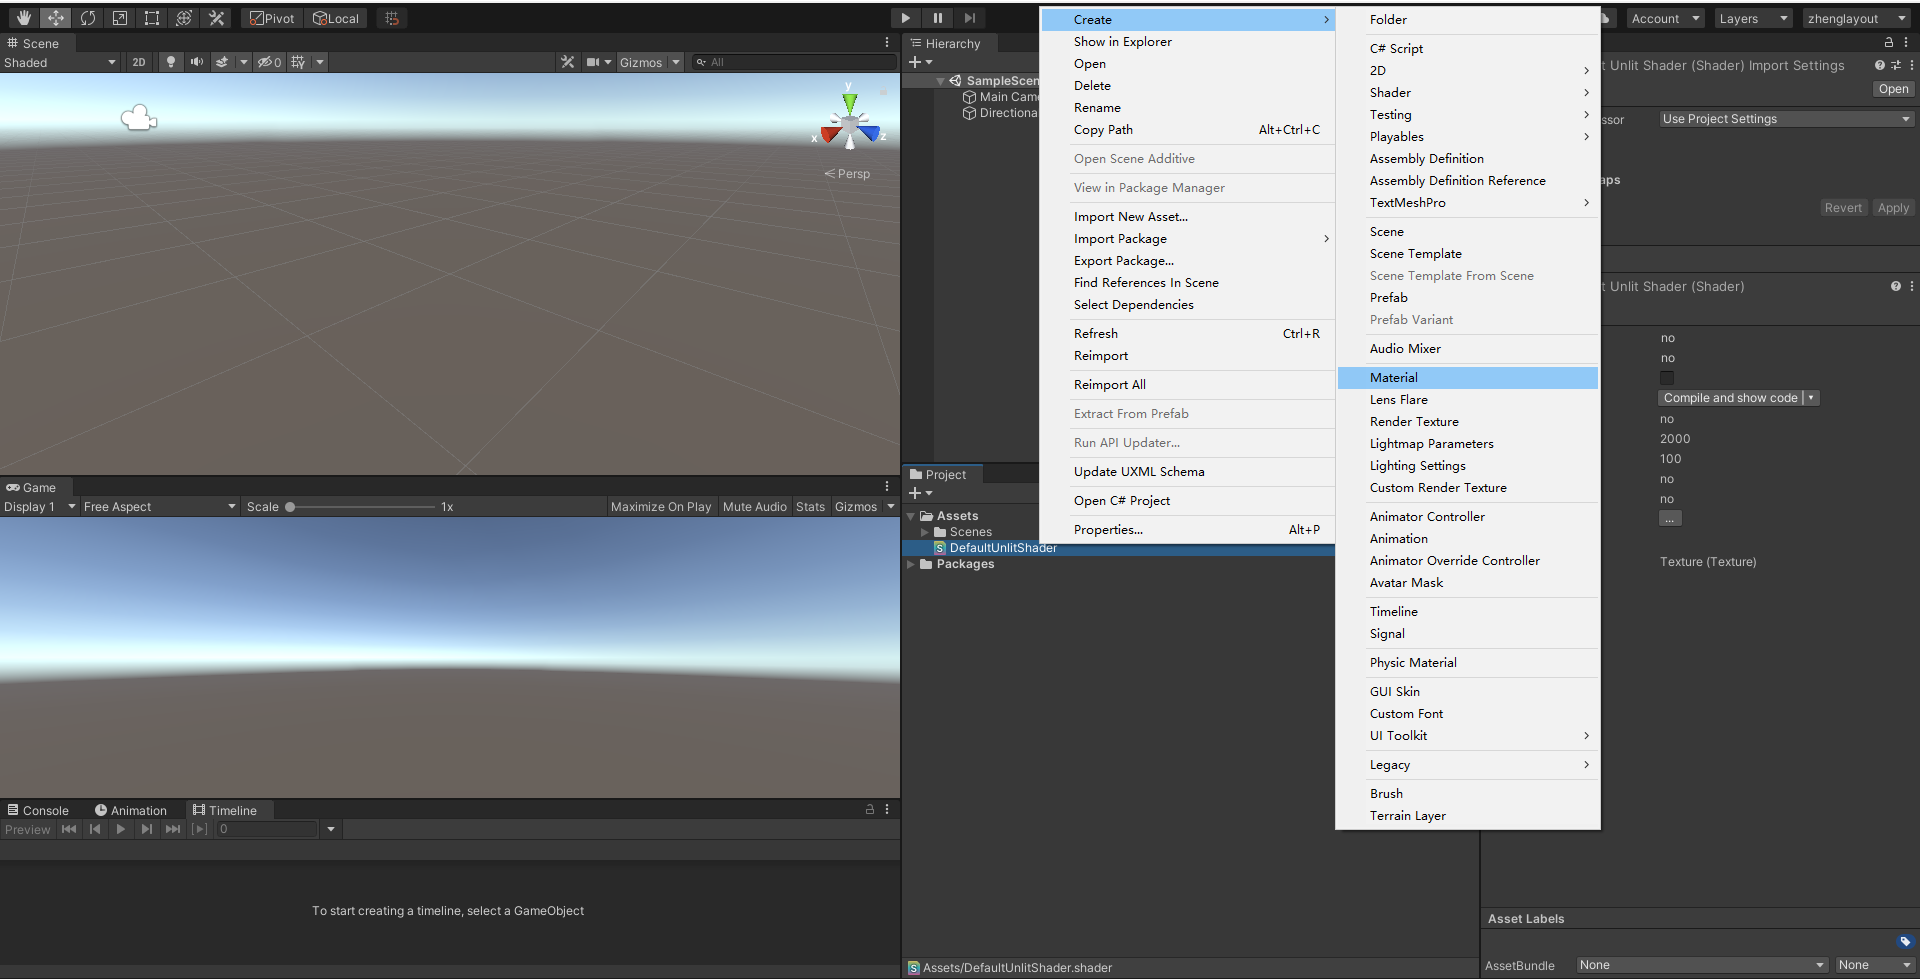 Pivot
Local
Account
Layers
zhenglayout
Scene
Shaded
2D
0
Gizmos
All
y
x
z
Persp
Hierarchy
SampleScen
Main Came
Directiona
Create
Show in Explorer
Open
Delete
Rename
Copy Path Alt+Ctrl+C
Open Scene Additive
View in Package Manager
Import New Asset...
Import Package
Export Package...
Find References In Scene
Select Dependencies
Refresh Ctrl+R
Reimport
Reimport All
Extract From Prefab
Run API Updater...
Update UXML Schema
Open C# Project
Properties... Alt+P
Folder
C# Script
2D
Shader
Testing
Playables
Assembly Definition
Assembly Definition Reference
TextMeshPro
Scene
Scene Template
Scene Template From Scene
Prefab
Prefab Variant
Audio Mixer
Material
Lens Flare
Render Texture
Lightmap Parameters
Lighting Settings
Custom Render Texture
Animator Controller
Animation
Animator Override Controller
Avatar Mask
Timeline
Signal
Physic Material
GUI Skin
Custom Font
UI Toolkit
Legacy
Brush
Terrain Layer
t Unlit Shader (Shader) Import Settings
Open
ssor Use Project Settings
aps
Revert Apply
t Unlit Shader (Shader)
no
no
Compile and show code
no
2000
100
no
no
...
Texture (Texture)
Game
Display 1 Free Aspect Scale 1x Maximize On Play Mute Audio Stats Gizmos
Project
Assets
Scenes
DefaultUnlitShader
Packages
Console Animation Timeline
Preview 0
To start creating a timeline, select a GameObject
Assets/DefaultUnlitShader.shader
Asset Labels
AssetBundle None None